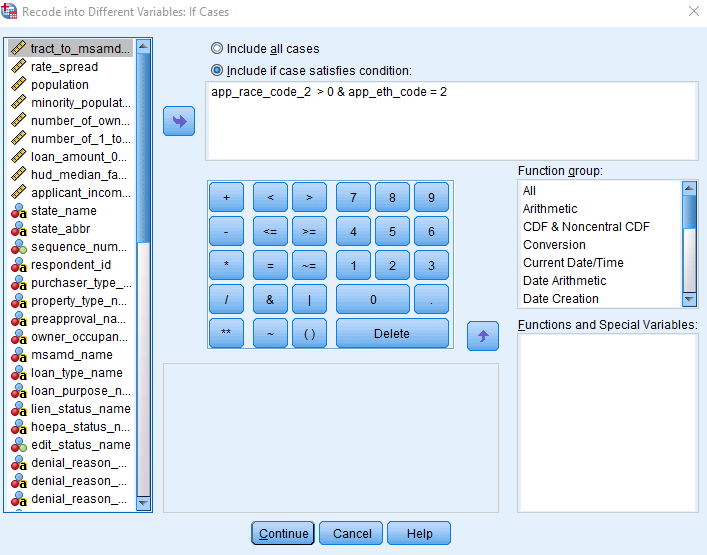 Recode into Different Variables: If Cases
tract_to_msamd...
rate_spread
population
minority_populat...
number_of_own...
number_of_1_to...
loan_amount_0...
hud_median_fa...
applicant_incom...
state_name
state_abbr
sequence_num...
respondent_id
purchaser_type_...
property_type_n...
preapproval_na...
owner_occupan...
msamd_name
loan_type_name
loan_purpose_n...
lien_status_name
hoepa_status_n...
edit_status_name
denial_reason_...
denial_reason_...
denial_reason_...
Include all cases
Include if case satisfies condition:
app_race_code_2 > 0 & app_eth_code = 2
+ < > 7 8 9
- <= >= 4 5 6
* = ~= 1 2 3
/ & | 0 .
** ~ ( ) Delete
Function group:
All
Arithmetic
CDF & Noncentral CDF
Conversion
Current Date/Time
Date Arithmetic
Date Creation
Functions and Special Variables:
Continue Cancel Help